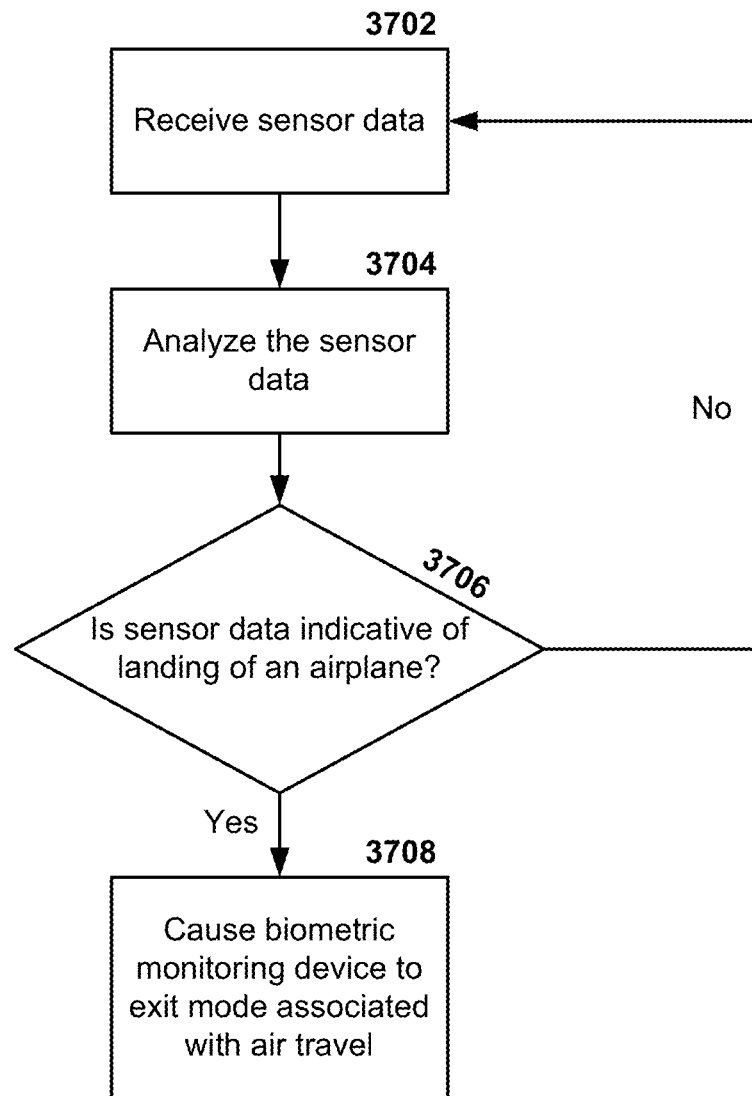 3702
Receive sensor data
3704
Analyze the sensor
data
No
3706
Is sensor data indicative of
landing of an airplane?
Yes
3708
Cause biometric
monitoring device to
exit mode associated
with air travel